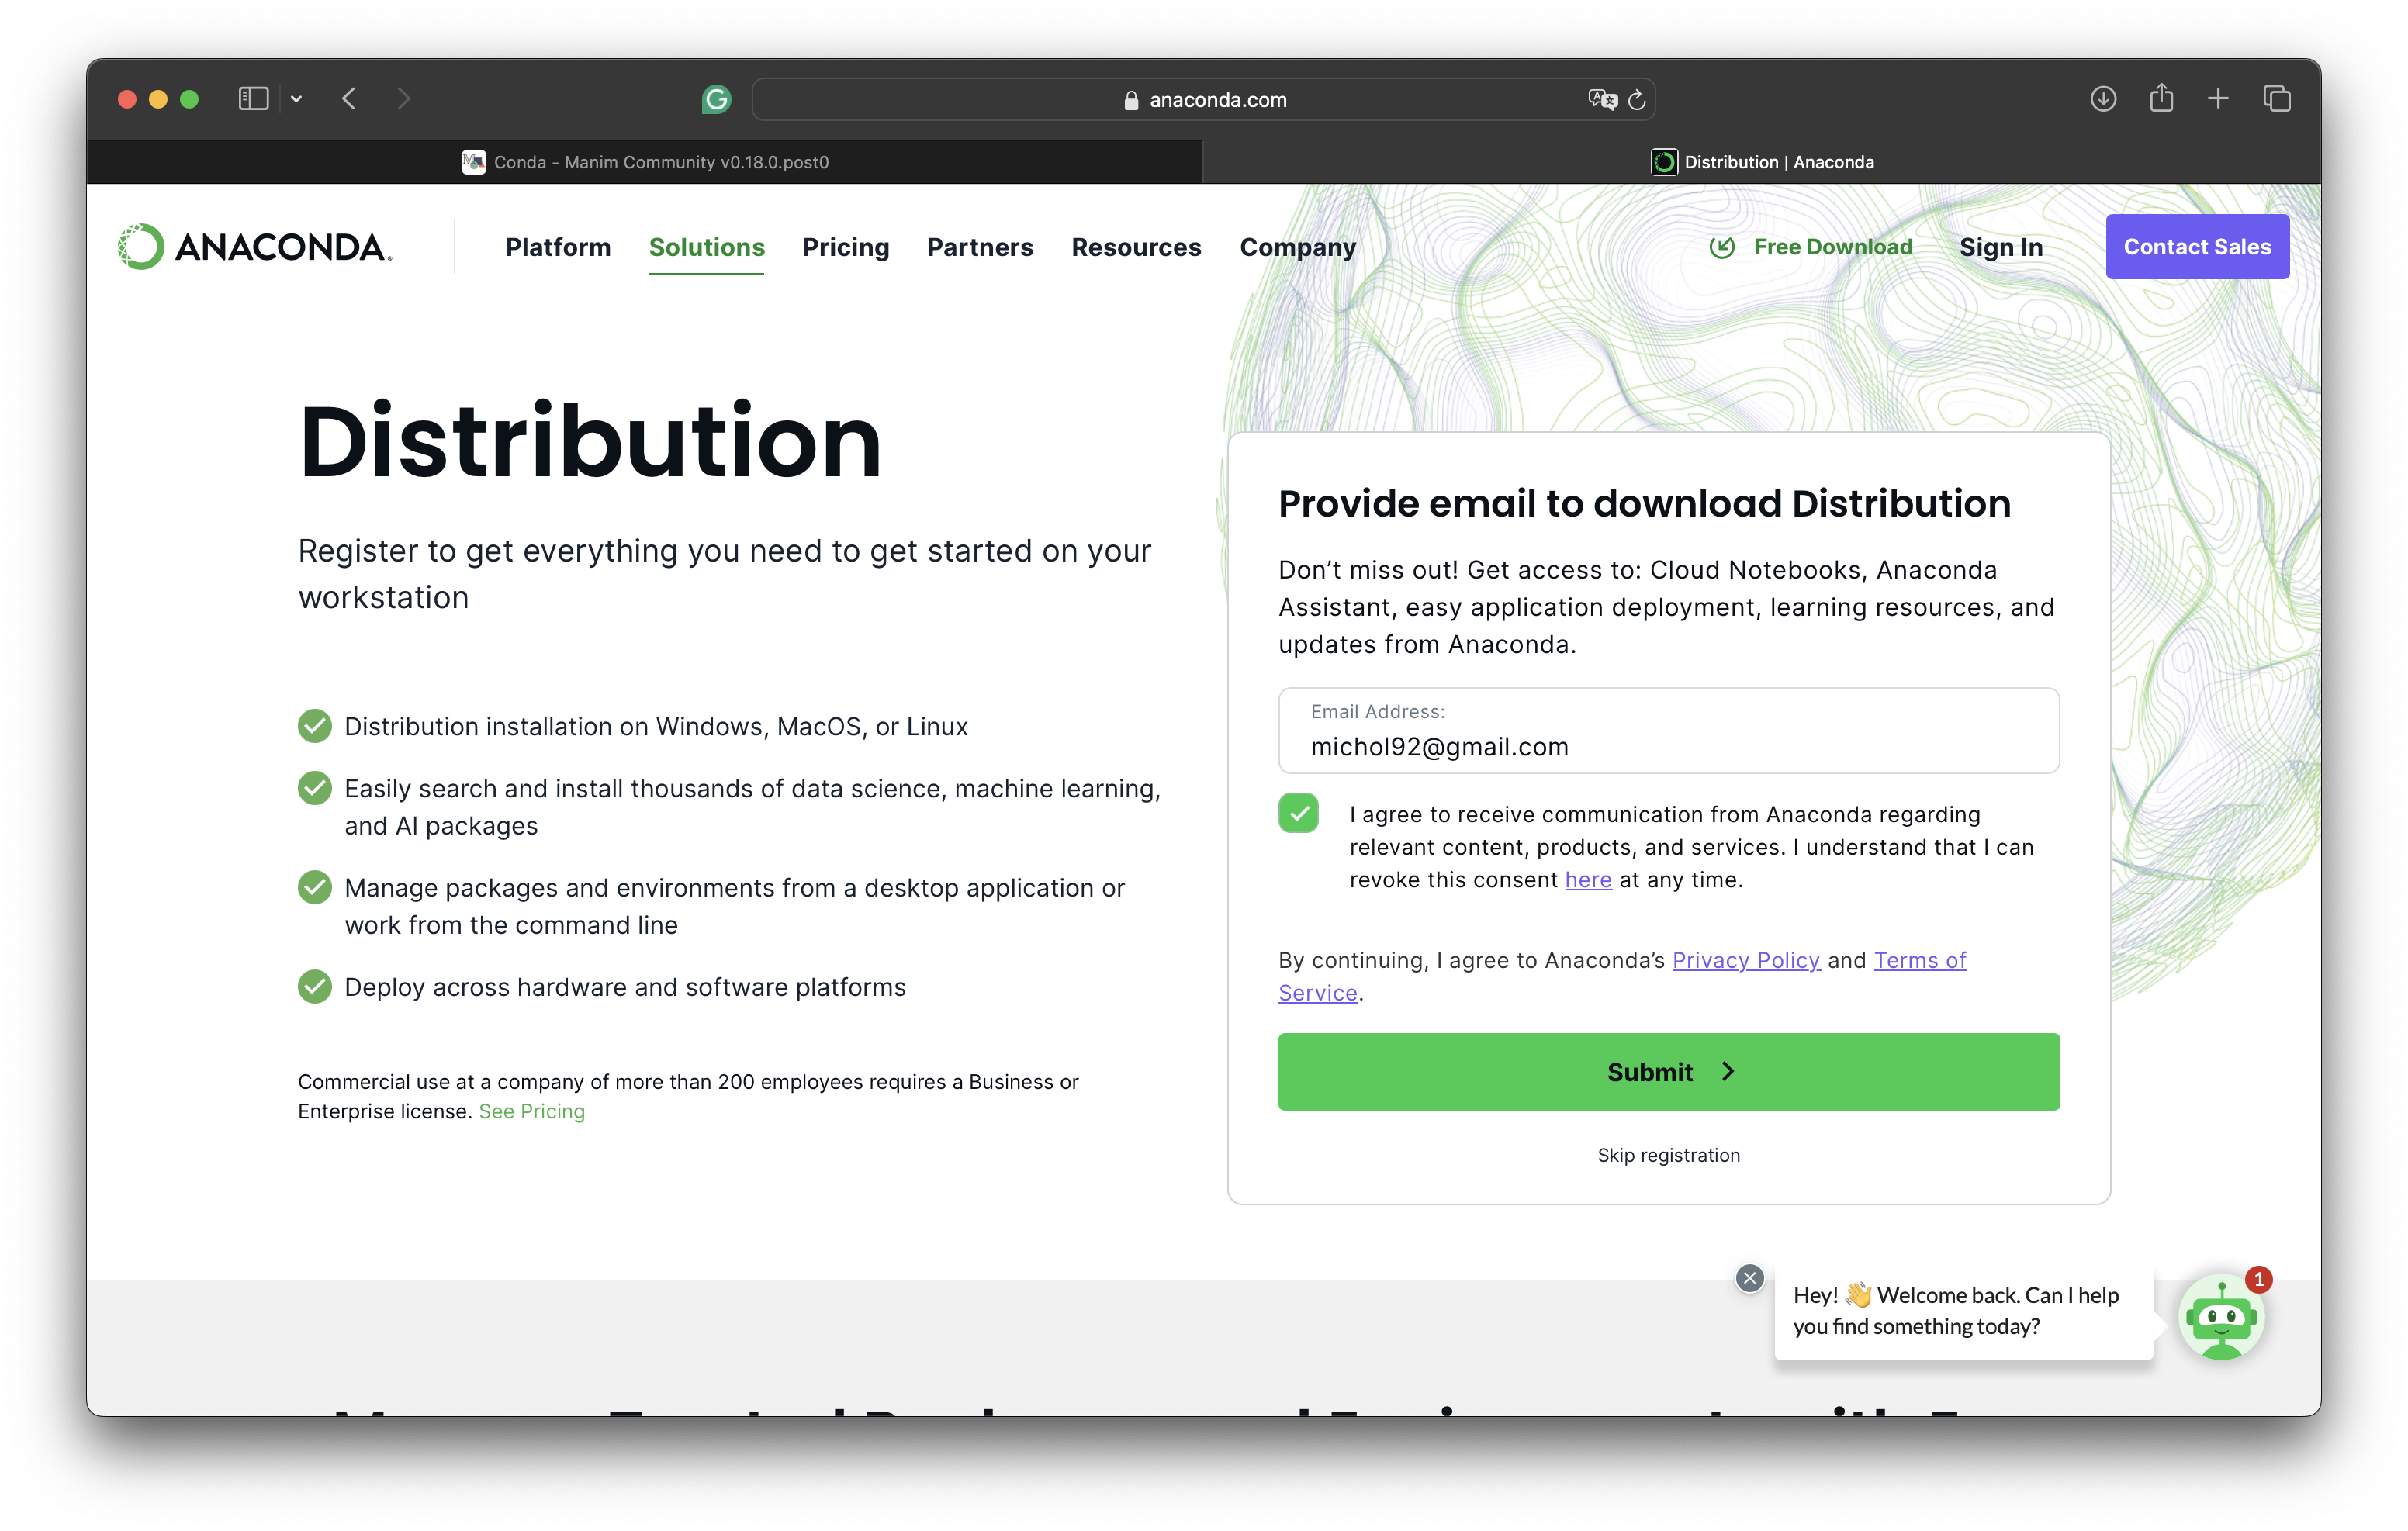 anaconda.com
Conda - Manim Community v0.18.0.post0
Distribution | Anaconda
ANACONDA.
Platform
Solutions
Pricing
Partners
Resources
Company
Free Download
Sign In
Contact Sales
Distribution
Register to get everything you need to get started on your
workstation
Distribution installation on Windows, MacOS, or Linux
Easily search and install thousands of data science, machine learning,
and AI packages
Manage packages and environments from a desktop application or
work from the command line
Deploy across hardware and software platforms
Commercial use at a company of more than 200 employees requires a Business or
Enterprise license. See Pricing
Provide email to download Distribution
Don’t miss out! Get access to: Cloud Notebooks, Anaconda
Assistant, easy application deployment, learning resources, and
updates from Anaconda.
Email Address:
michol92@gmail.com
I agree to receive communication from Anaconda regarding
relevant content, products, and services. I understand that I can
revoke this consent here at any time.
By continuing, I agree to Anaconda’s Privacy Policy and Terms of
Service.
Submit
Skip registration
Hey! 👋 Welcome back. Can I help
you find something today?
1